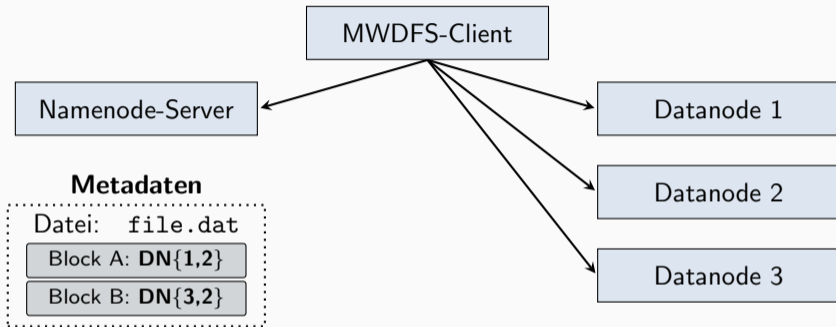 MWDFS-Client
Namenode-Server
Datanode 1
Datanode 2
Datanode 3
Metadaten
Datei: file.dat
Block A: DN{1,2}
Block B: DN{3,2}